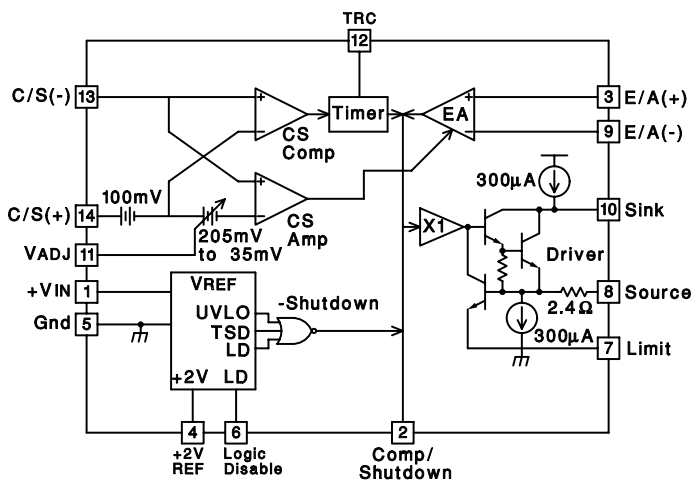 TRC
12
C/S(-) 13
3 E/A(+)
Timer
EA
CS
Comp
9 E/A(-)
100mV
300µA
C/S(+) 14
10 Sink
205mV
to 35mV
CS
Amp
X1
VADJ 11
Driver
+VIN 1
VREF
8 Source
-Shutdown
2.4 Ω
UVLO
Gnd 5
TSD
LD
300µA
7 Limit
+2V LD
4
6
2
+2V
REF
Logic
Disable
Comp/
Shutdown